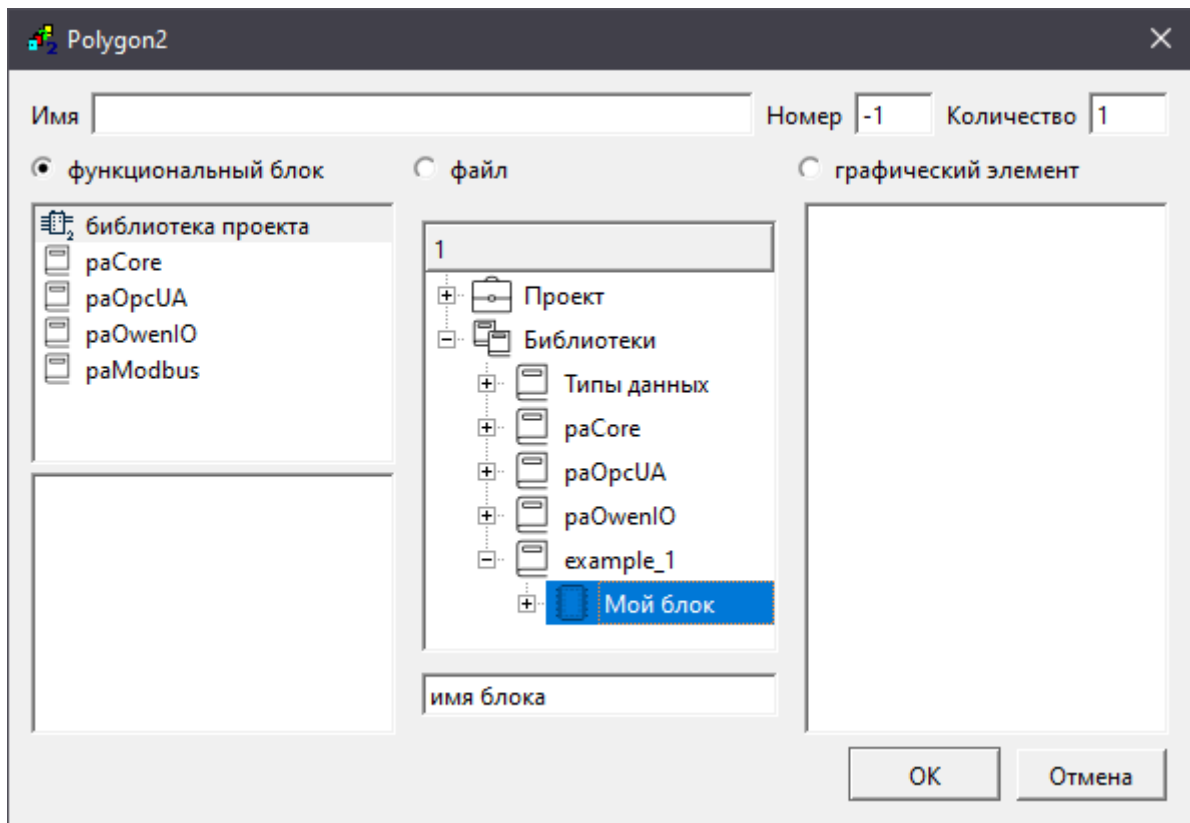 Polygon2
Имя Номер -1 Количество 1
функциональный блок файл графический элемент
библиотека проекта
paCore
paOpcUA
paOwenIO
paModbus
1
Проект
Библиотеки
Типы данных
paCore
paOpcUA
paOwenIO
example_1
Мой блок
имя блока
OK Отмена